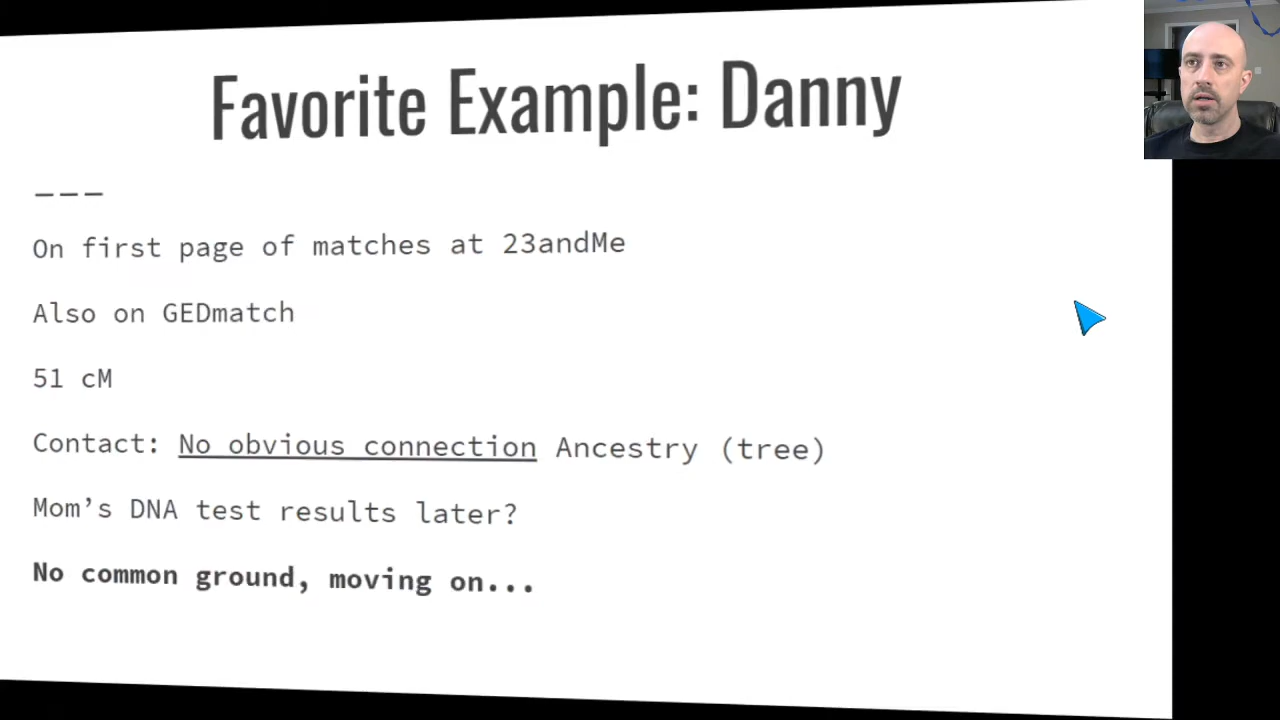 Favorite Example: Danny
---
On first page of matches at 23andMe
Also on GEDmatch
51 cM
Contact: No obvious connection Ancestry (tree)
Mom’s DNA test results later?
No common ground, moving on...